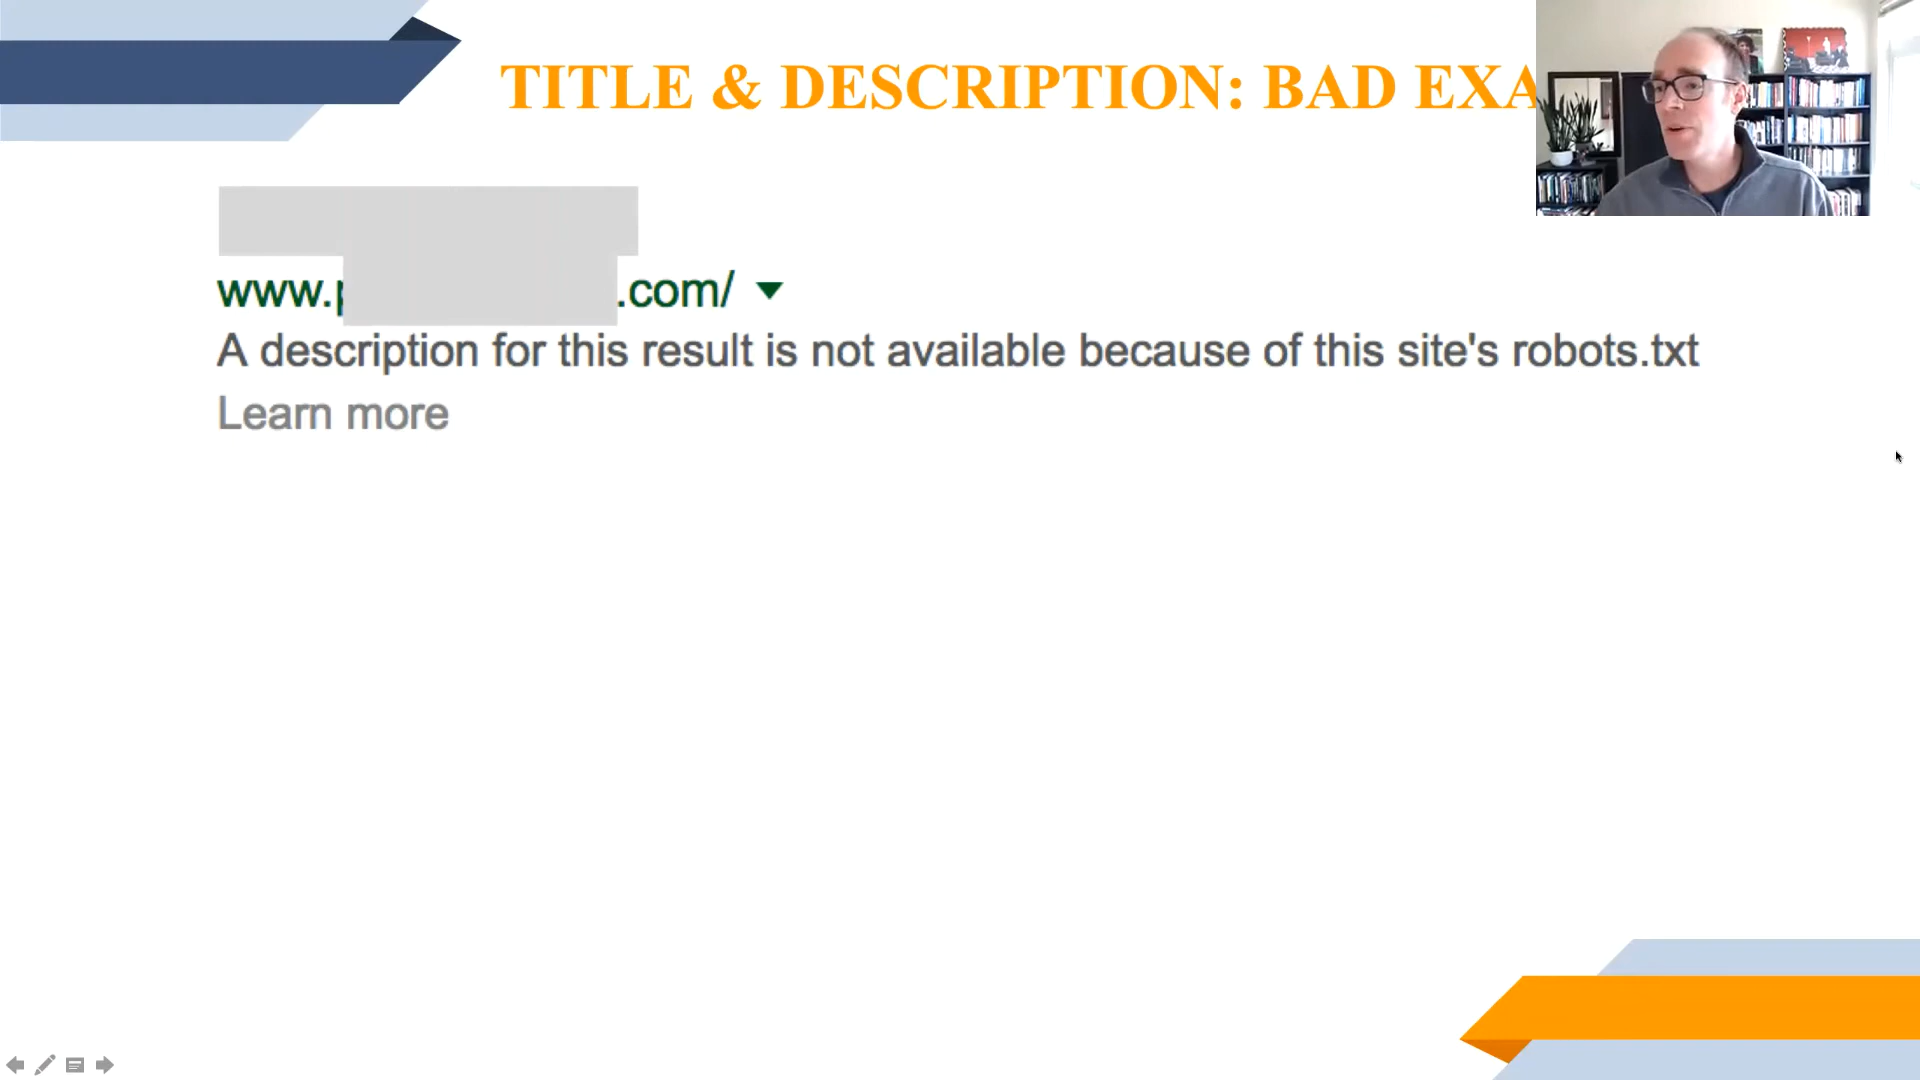 TITLE & DESCRIPTION: BAD
www. .com/
A description for this result is not available because of this site's robots.txt
Learn more